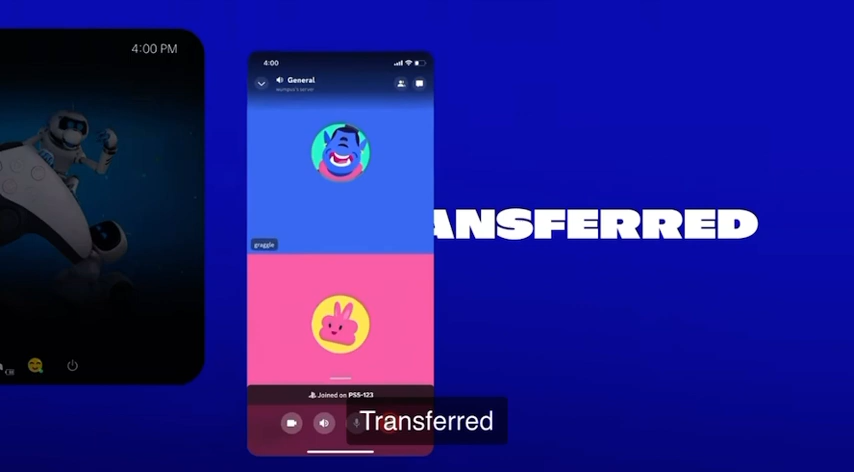 4:00 PM
4:00
General
wumpus's server
ANSFERRED
graggle
Joined on PS5-123
Transferred